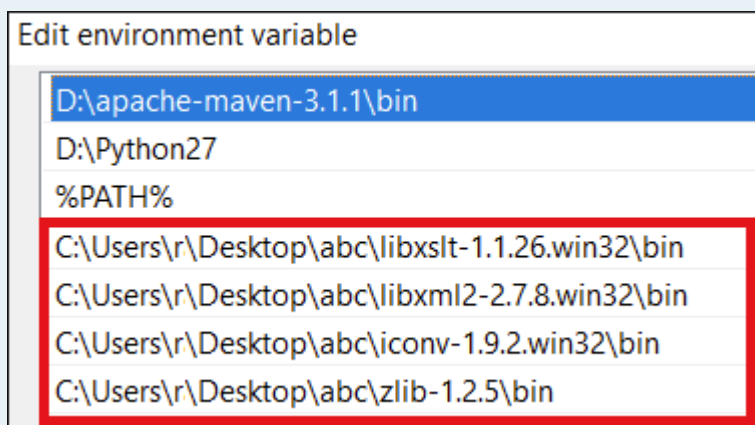 Edit environment variable
D:\apache-maven-3.1.1\bin
D:\Python27
%PATH%
C:\Users\r\Desktop\abc\libxslt-1.1.26.win32\bin
C:\Users\r\Desktop\abc\libxml2-2.7.8.win32\bin
C:\Users\r\Desktop\abc\iconv-1.9.2.win32\bin
C:\Users\r\Desktop\abc\zlib-1.2.5\bin